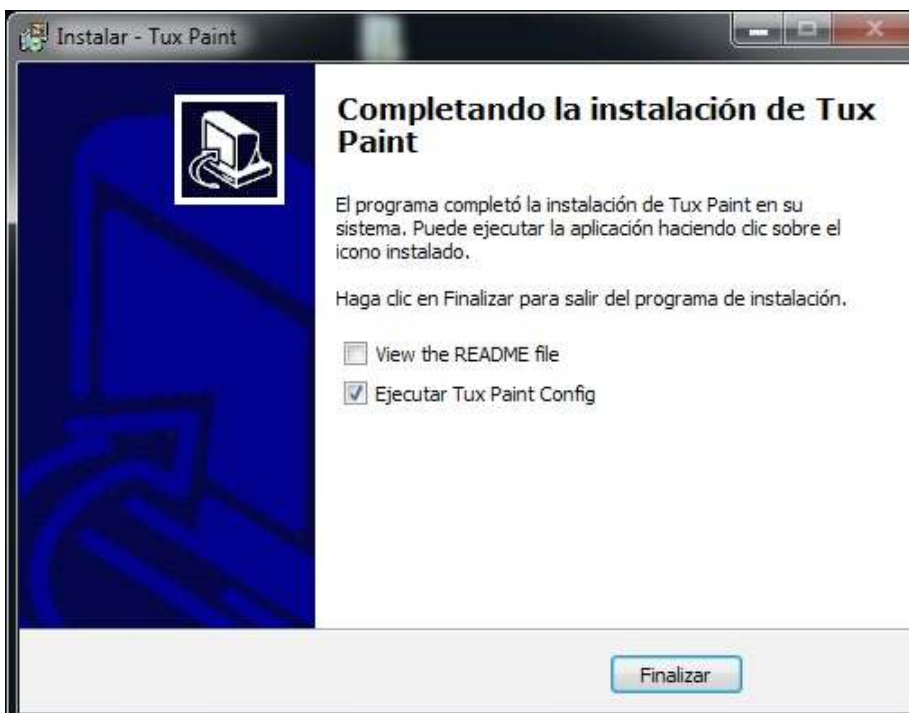 Instalar - Tux Paint
Completando la instalación de Tux
Paint
El programa completó la instalación de Tux Paint en su
sistema. Puede ejecutar la aplicación haciendo clic sobre el
icono instalado.
Haga clic en Finalizar para salir del programa de instalación.
View the README file
Ejecutar Tux Paint Config
Finalizar